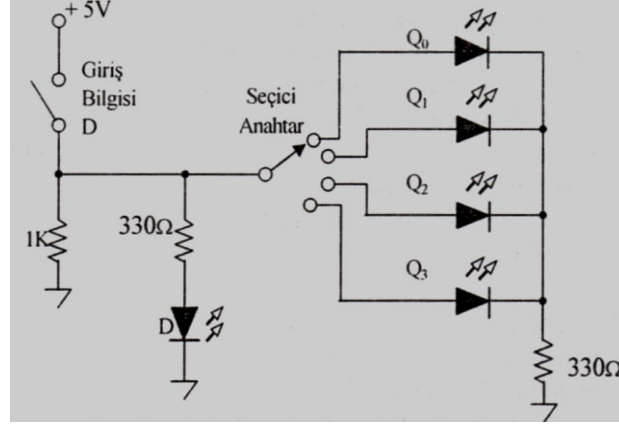 + 5V
Giriş
Bilgisi
D
Seçici
Anahtar
Q0
Q1
Q2
Q3
1K
330Ω
D
330Ω